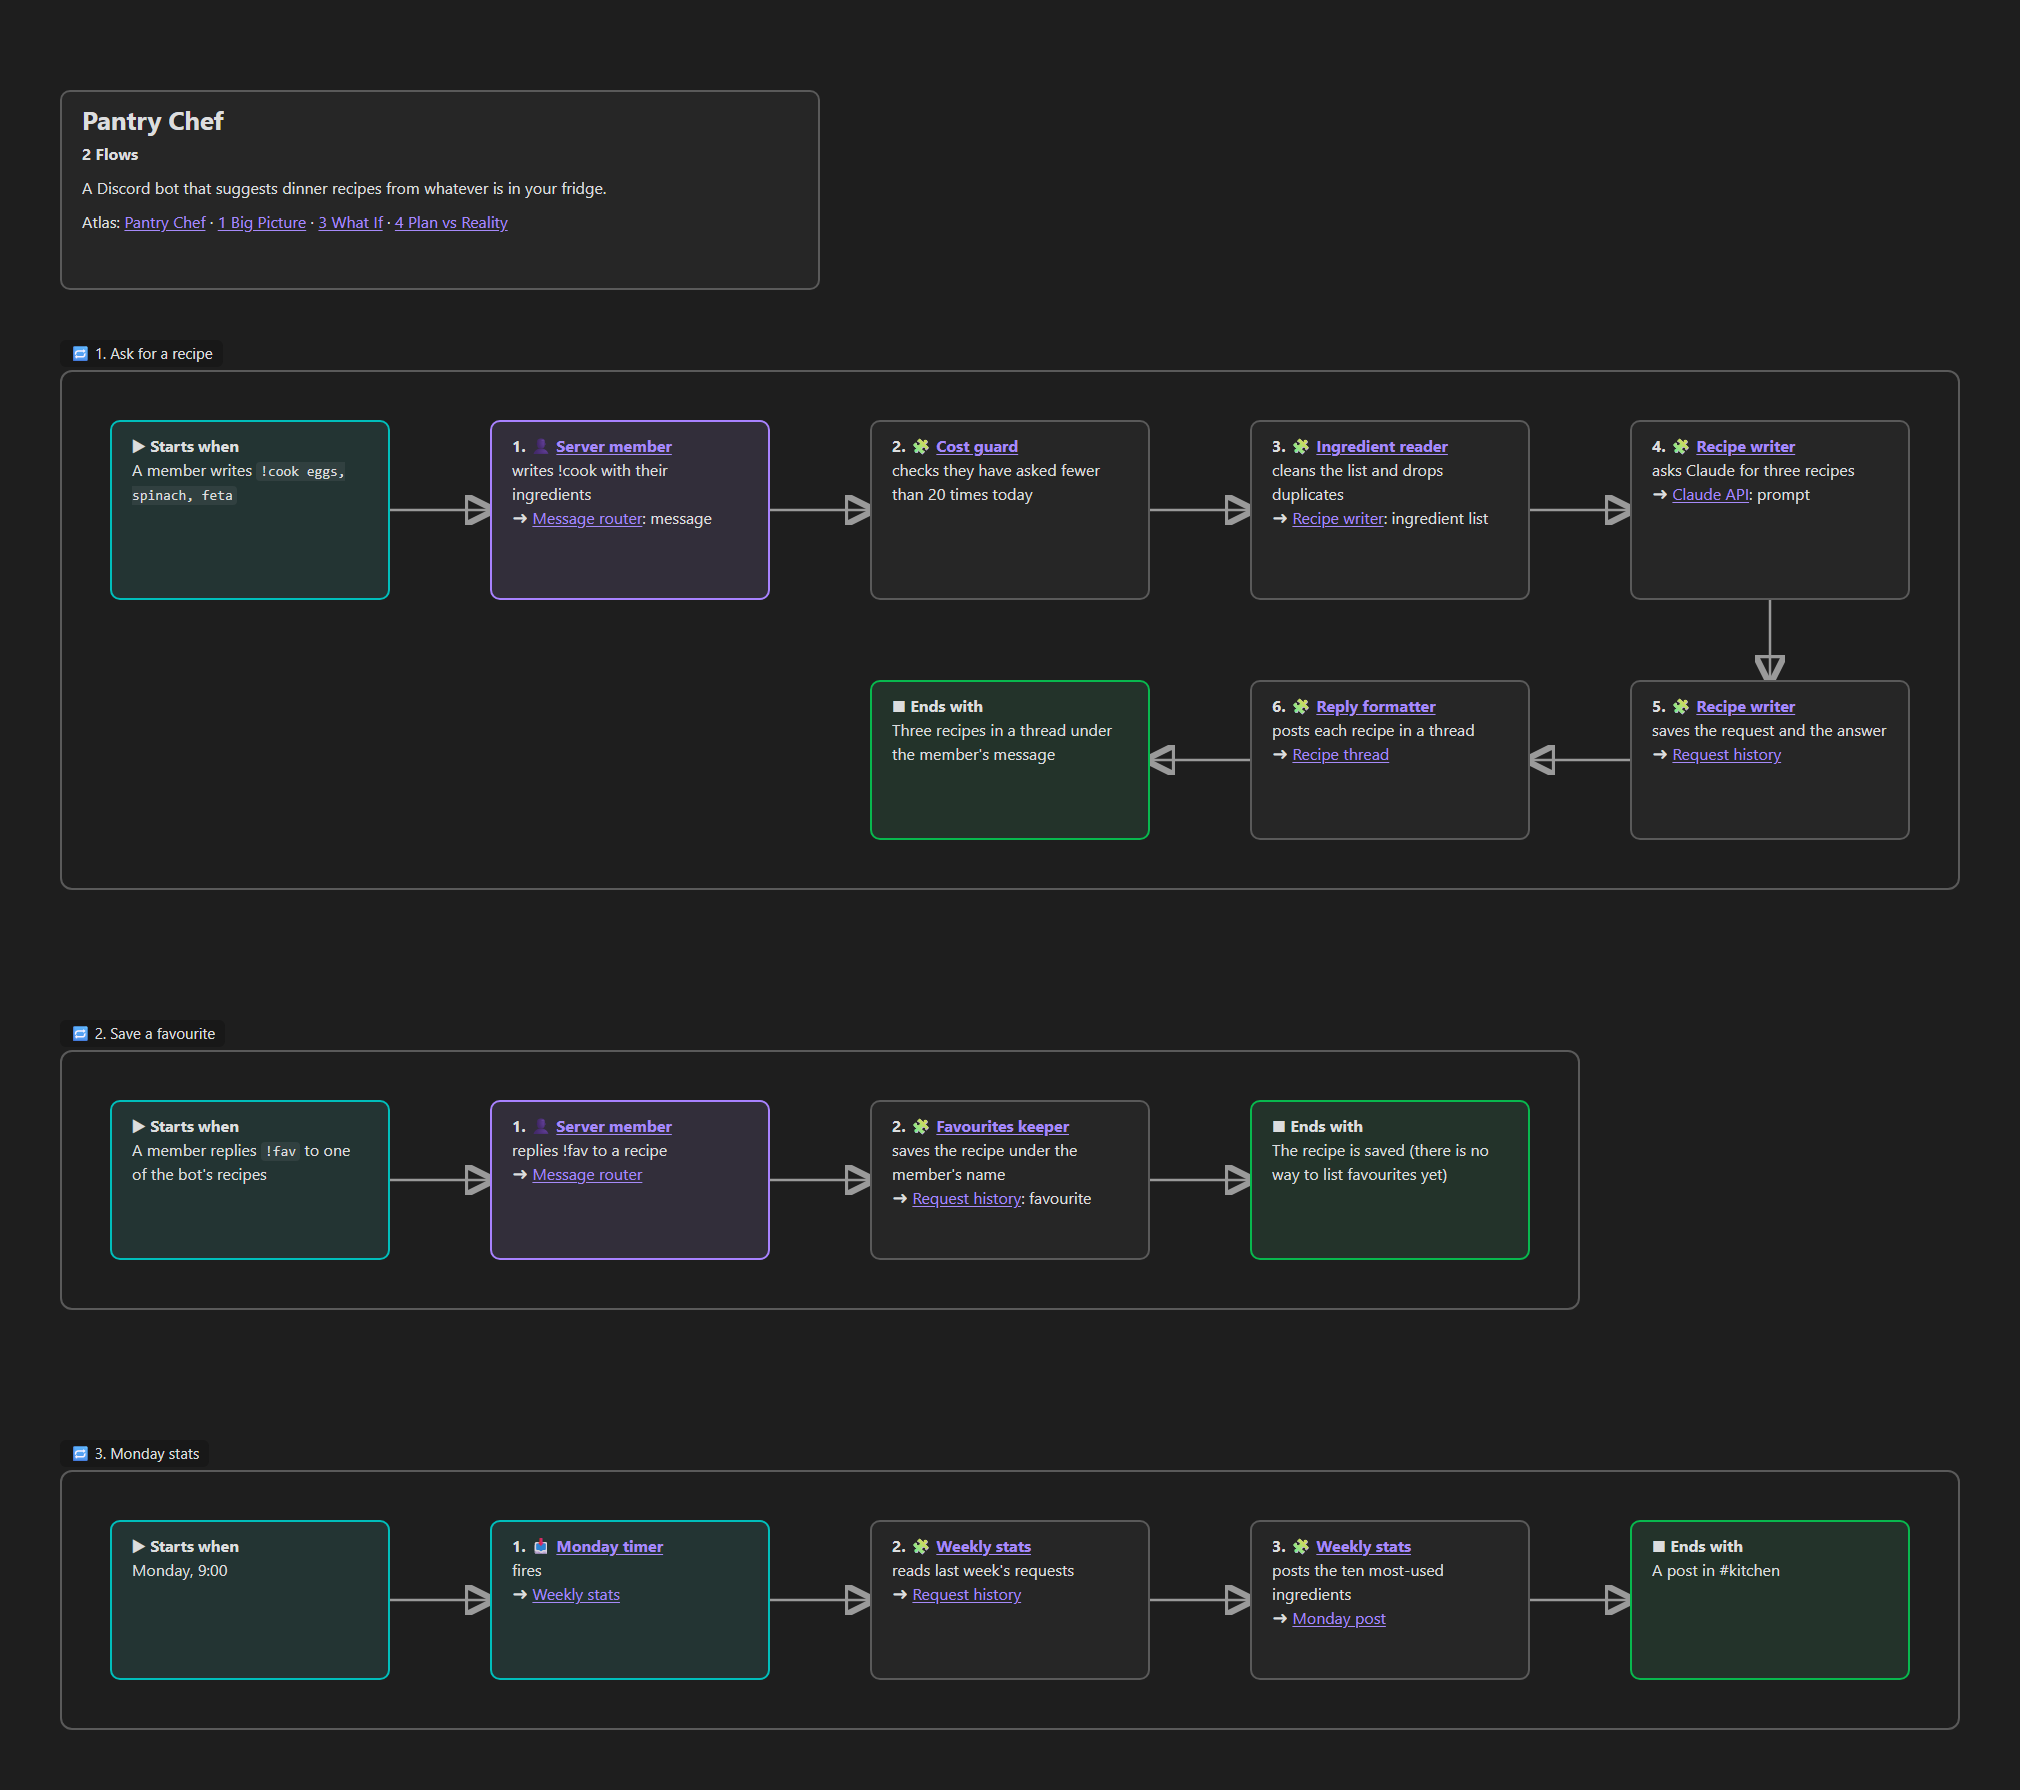 Pantry Chef
2 Flows
A Discord bot that suggests dinner recipes from whatever is in your fridge.
Atlas: Pantry Chef · 1 Big Picture · 3 What If · 4 Plan vs Reality
1. Ask for a recipe
▶ Starts when
A member writes !cook eggs,
spinach, feta
1. Server member
writes !cook with their
ingredients
➜ Message router: message
2. Cost guard
checks they have asked fewer
than 20 times today
3. Ingredient reader
cleans the list and drops
duplicates
➜ Recipe writer: ingredient list
4. Recipe writer
asks Claude for three recipes
➜ Claude API: prompt
■ Ends with
Three recipes in a thread under
the member's message
6. Reply formatter
posts each recipe in a thread
➜ Recipe thread
5. Recipe writer
saves the request and the answer
➜ Request history
2. Save a favourite
▶ Starts when
A member replies !fav to one
of the bot's recipes
1. Server member
replies !fav to a recipe
➜ Message router
2. Favourites keeper
saves the recipe under the
member's name
➜ Request history: favourite
■ Ends with
The recipe is saved (there is no
way to list favourites yet)
3. Monday stats
▶ Starts when
Monday, 9:00
1. Monday timer
fires
➜ Weekly stats
2. Weekly stats
reads last week's requests
➜ Request history
3. Weekly stats
posts the ten most-used
ingredients
➜ Monday post
■ Ends with
A post in #kitchen